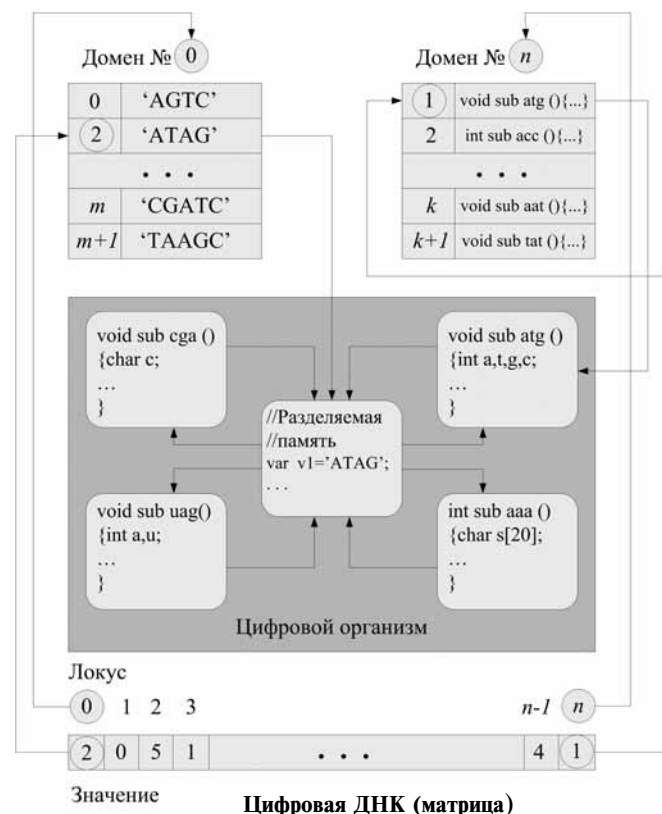 Домен № 0
0 ‘AGTC’
2 ‘ATAG’
. . .
m ‘CGATC’
m+1 ‘TAAGC’
Домен № n
1 void sub atg (){...}
2 int sub acc (){...}
. . .
k void sub aat (){...}
k+1 void sub tat (){...}
void sub cga ()
{char c;
...
}
void sub atg ()
{int a,t,g,c;
...
}
//Разделяемая
//память
var v1='ATAG';
. . .
void sub uag()
{int a,u;
...
}
int sub aaa ()
{char s[20];
...
}
Цифровой организм
Локус
0 1 2 3 n-1 n
2 0 5 1 . . . 4 1
Значение
Цифровая ДНК (матрица)